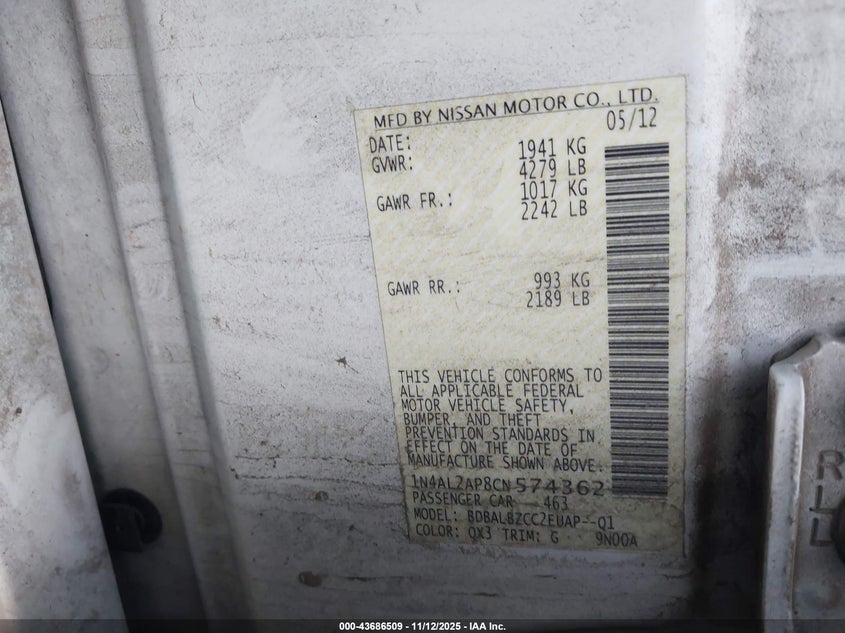 MFD BY NISSAN MOTOR CO., LTD.
DATE: 05/12
GVWR: 1941 KG
4279 LB
GAWR FR.: 1017 KG
2242 LB
GAWR RR.: 993 KG
2189 LB
THIS VEHICLE CONFORMS TO
ALL APPLICABLE FEDERAL
MOTOR VEHICLE SAFETY,
BUMPER, AND THEFT
PREVENTION STANDARDS IN
EFFECT ON THE DATE OF
MANUFACTURE SHOWN ABOVE.
1N4AL2AP8CN574362
PASSENGER CAR 463
MODEL: BDBALBZCC2EUAP--Q1
COLOR: QX3 TRIM: G 9N00A
R
L
L
000-43686509 - 11/12/2025 - IAA Inc.